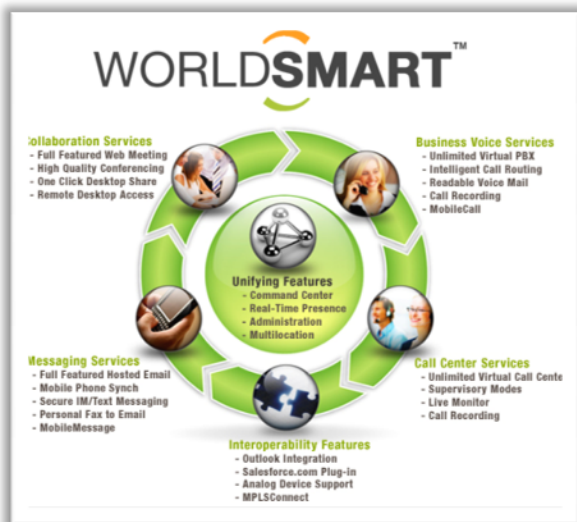 WORLDSMART™
ollaboration Services
- Full Featured Web Meeting
- High Quality Conferencing
- One Click Desktop Share
- Remote Desktop Access
Business Voice Services
- Unlimited Virtual PBX
- Intelligent Call Routing
- Readable Voice Mail
- Call Recording
- MobileCall
Unifying Features
- Command Center
- Real-Time Presence
- Administration
- Multilocation
Messaging Services
- Full Featured Hosted Email
- Mobile Phone Synch
- Secure IM/Text Messaging
- Personal Fax to Email
- MobileMessage
Call Center Services
- Unlimited Virtual Call Cente
- Supervisory Modes
- Live Monitor
- Call Recording
Interoperability Features
- Outlook Integration
- Salesforce.com Plug-in
- Analog Device Support
- MPLSConnect